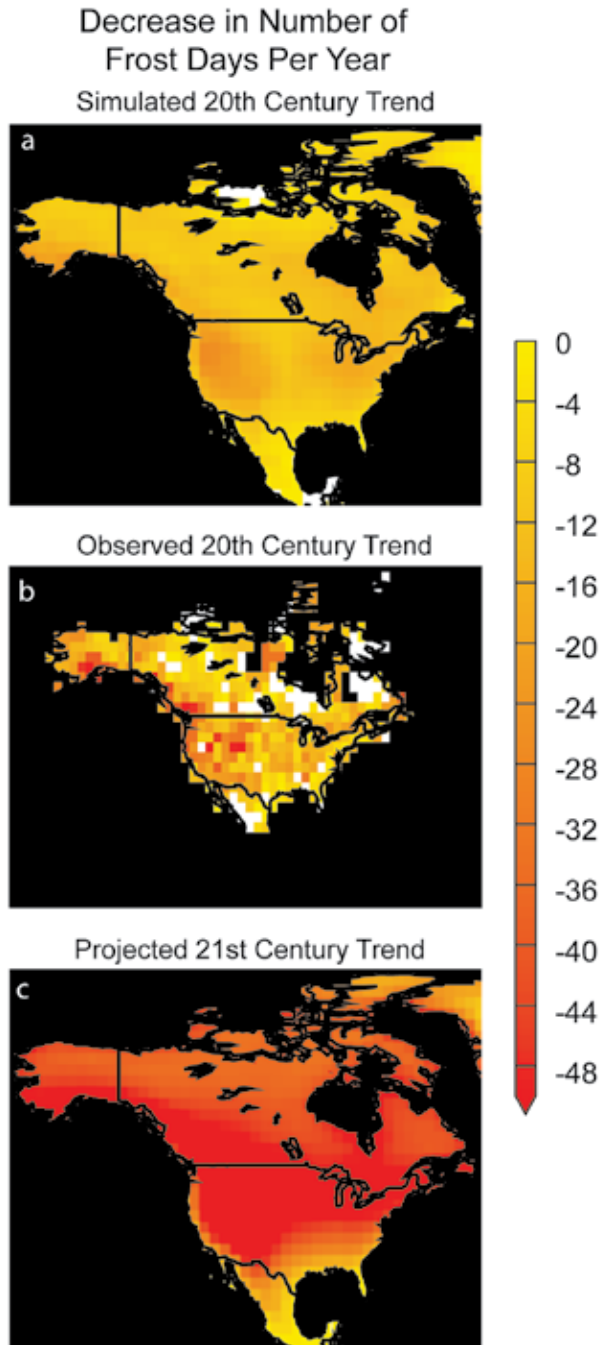 Decrease in Number of
Frost Days Per Year
Simulated 20th Century Trend
a
Observed 20th Century Trend
b
Projected 21st Century Trend
c
0
-4
-8
-12
-16
-20
-24
-28
-32
-36
-40
-44
-48